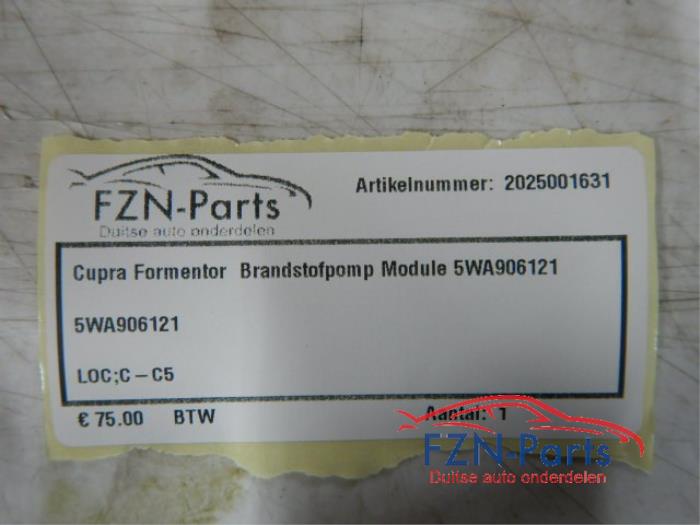 FZN-Parts
Duitse auto onderdelen
Artikelnummer: 2025001631
Cupra Formentor Brandstofpomp Module 5WA906121
5WA906121
LOC;C-C5
€ 75.00 BTW
Aantal: 1
FZN-Parts
Duitse auto onderdelen